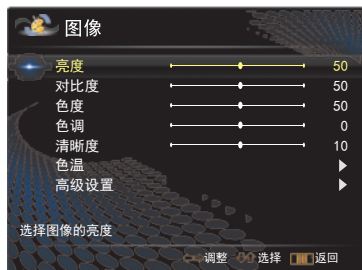 图像
亮度 50
对比度 50
色度 50
色调 0
清晰度 10
色温
高级设置
选择图像的亮度
调整 选择 返回